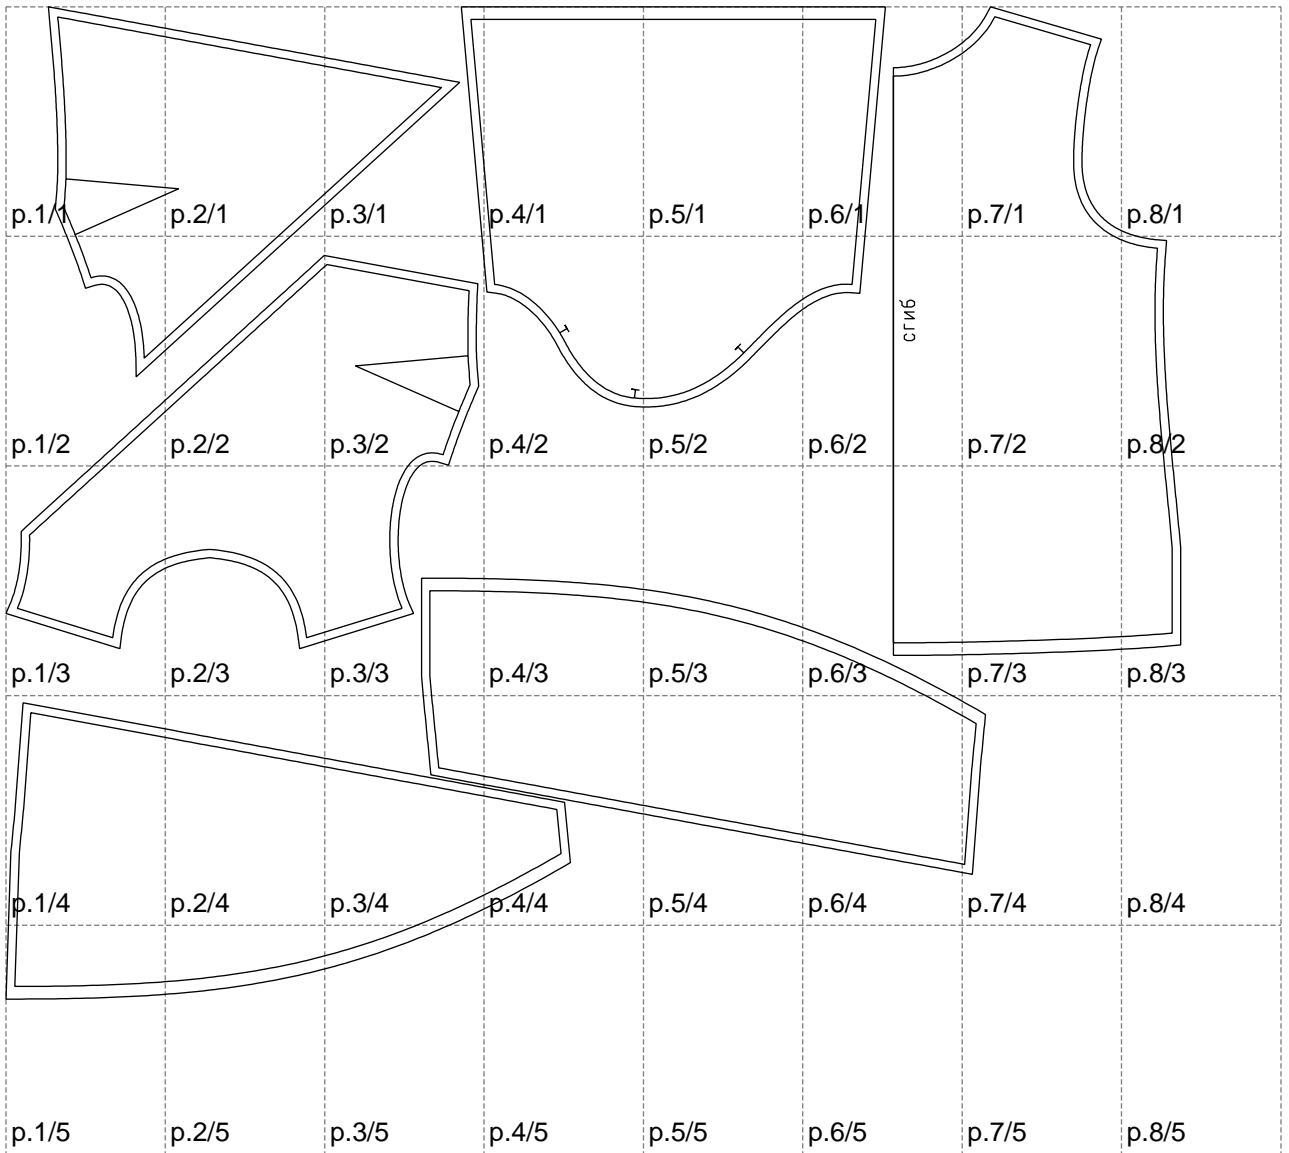 p.1/1 p.2/1 p.3/1 p.4/1 p.5/1 p.6/1 p.7/1 p.8/1
сгиб
p.1/2 p.2/2 p.3/2 p.4/2 p.5/2 p.6/2 p.7/2 p.8/2
p.1/3 p.2/3 p.3/3 p.4/3 p.5/3 p.6/3 p.7/3 p.8/3
p.1/4 p.2/4 p.3/4 p.4/4 p.5/4 p.6/4 p.7/4 p.8/4
p.1/5 p.2/5 p.3/5 p.4/5 p.5/5 p.6/5 p.7/5 p.8/5